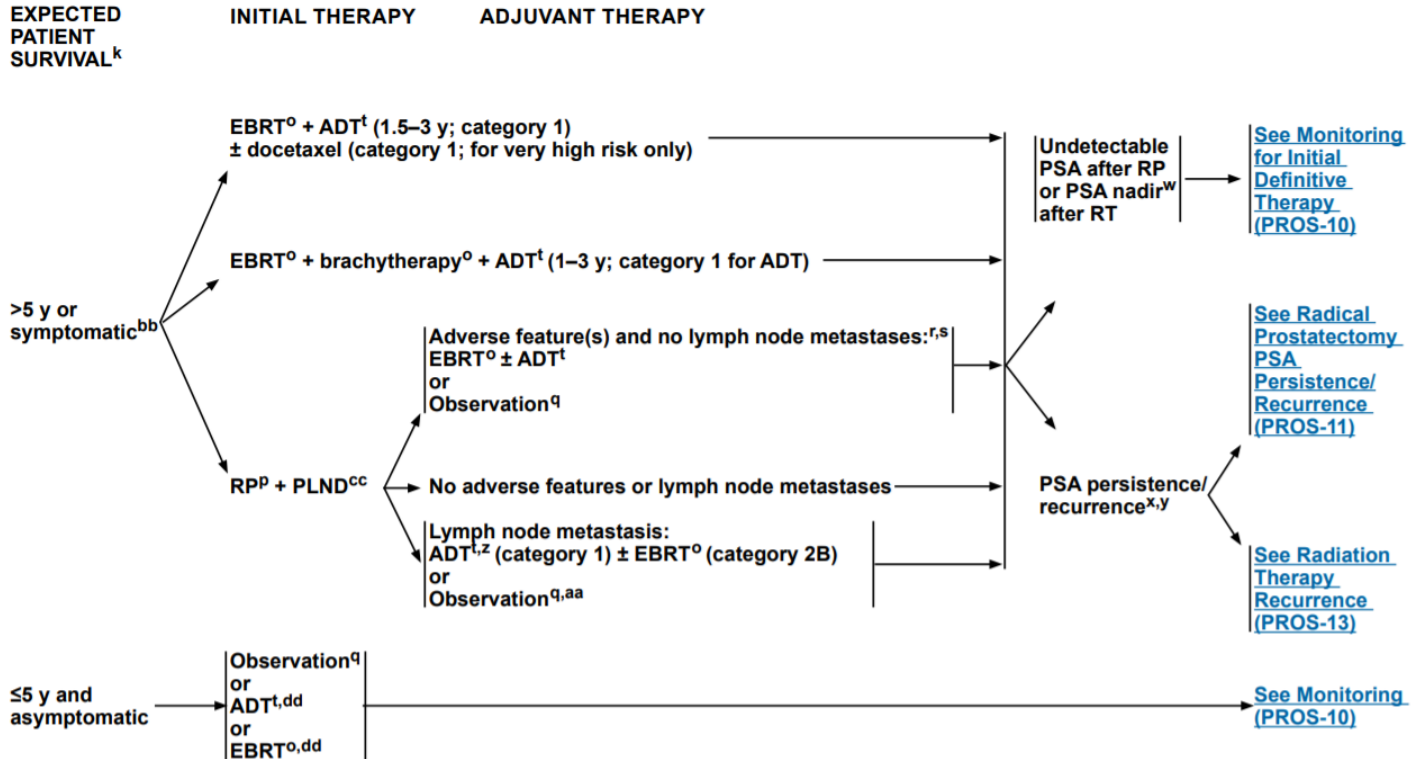 EXPECTED
PATIENT
SURVIVALᵏ
INITIAL THERAPY
ADJUVANT THERAPY
>5 y or
symptomaticᵇᵇ
EBRTᵒ + ADTᵗ (1.5–3 y; category 1)
± docetaxel (category 1; for very high risk only)
EBRTᵒ + brachytherapyᵒ + ADTᵗ (1–3 y; category 1 for ADT)
RPᵖ + PLNDᶜᶜ
Adverse feature(s) and no lymph node metastases:ʳ,ˢ
EBRTᵒ ± ADTᵗ
or
Observation^q
No adverse features or lymph node metastases
Lymph node metastasis:
ADTᵗ,ᶻ (category 1) ± EBRTᵒ (category 2B)
or
Observation^q,aa
Undetectable
PSA after RP
or PSA nadirʷ
after RT
See Monitoring
for Initial
Definitive
Therapy
(PROS-10)
PSA persistence/
recurrenceˣ,ʸ
See Radical
Prostatectomy
PSA
Persistence/
Recurrence
(PROS-11)
See Radiation
Therapy
Recurrence
(PROS-13)
≤5 y and
asymptomatic
Observation^q
or
ADTᵗ,ᵈᵈ
or
EBRTᵒ,ᵈᵈ
See Monitoring
(PROS-10)